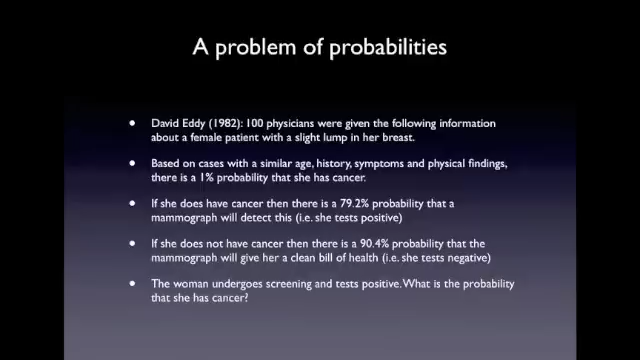 A problem of probabilities
• David Eddy (1982): 100 physicians were given the following information
about a female patient with a slight lump in her breast.
• Based on cases with a similar age, history, symptoms and physical findings,
there is a 1% probability that she has cancer.
• If she does have cancer then there is a 79.2% probability that a
mammograph will detect this (i.e. she tests positive)
• If she does not have cancer then there is a 90.4% probability that the
mammograph will give her a clean bill of health (i.e. she tests negative)
• The woman undergoes screening and tests positive. What is the probability
that she has cancer?